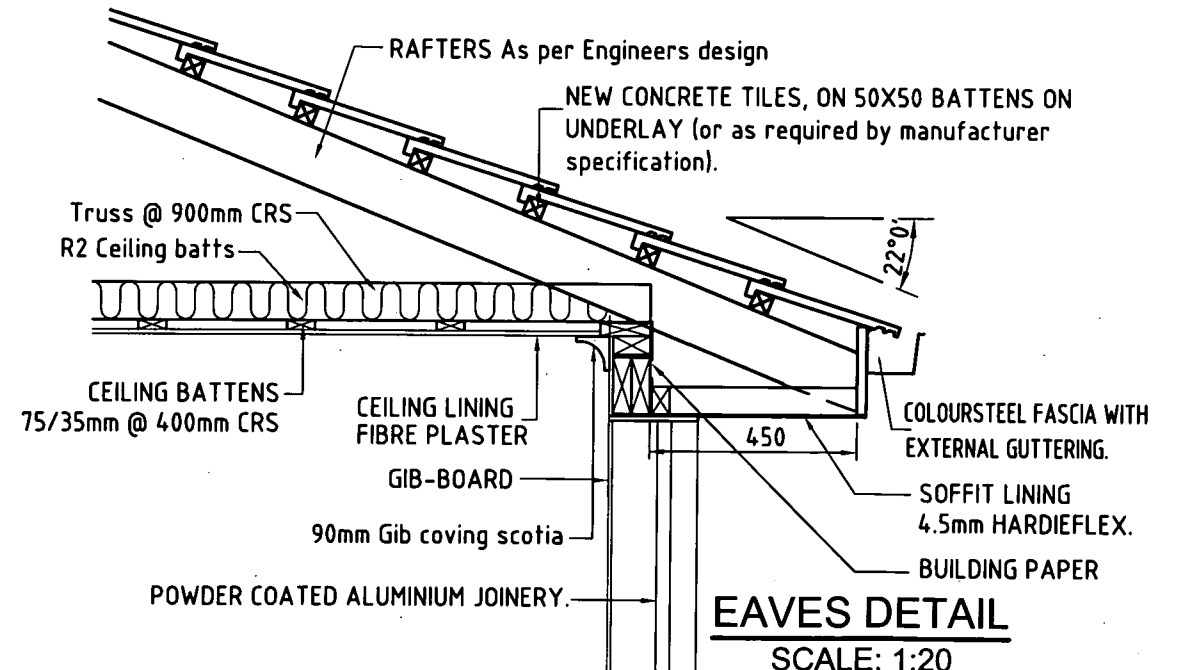 RAFTERS As per Engineers design
NEW CONCRETE TILES, ON 50X50 BATTENS ON
UNDERLAY (or as required by manufacturer
specification).
Truss @ 900mm CRS
R2 Ceiling batts
22°0'
CEILING BATTENS
75/35mm @ 400mm CRS
CEILING LINING
FIBRE PLASTER
450
COLOURSTEEL FASCIA WITH
EXTERNAL GUTTERING.
GIB-BOARD
SOFFIT LINING
4.5mm HARDIEFLEX.
90mm Gib coving scotia
BUILDING PAPER
POWDER COATED ALUMINIUM JOINERY.
EAVES DETAIL
SCALE: 1:20